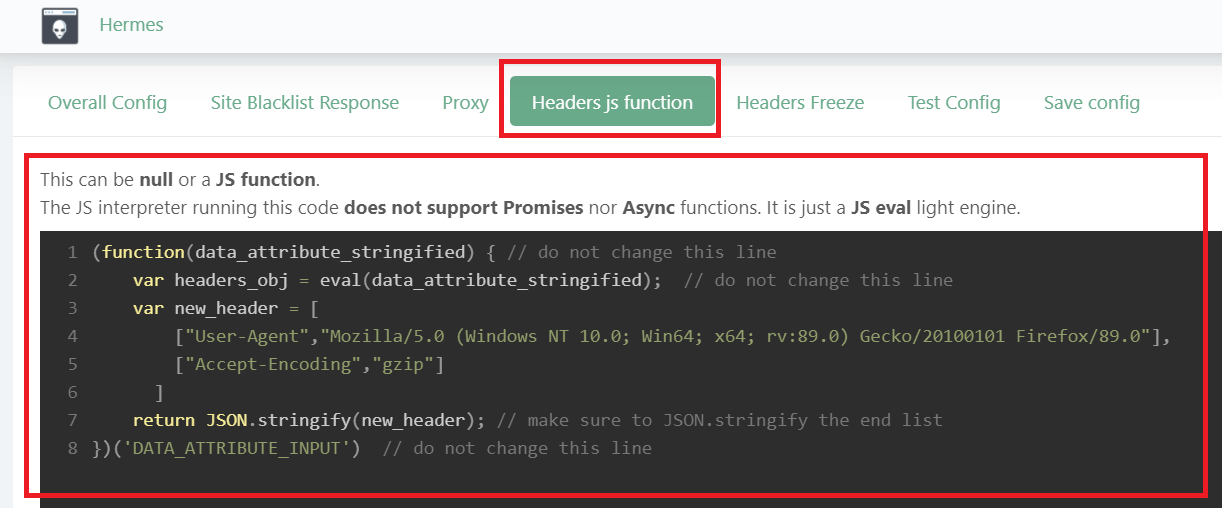 Hermes
Overall Config Site Blacklist Response Proxy Headers js function Headers Freeze Test Config Save config
This can be null or a JS function.
The JS interpreter running this code does not support Promises nor Async functions. It is just a JS eval light engine.
1 (function(data_attribute_stringified) { // do not change this line
2 var headers_obj = eval(data_attribute_stringified); // do not change this line
3 var new_header = [
4 ["User-Agent","Mozilla/5.0 (Windows NT 10.0; Win64; x64; rv:89.0) Gecko/20100101 Firefox/89.0"],
5 ["Accept-Encoding","gzip"]
6 ]
7 return JSON.stringify(new_header); // make sure to JSON.stringify the end list
8 })('DATA_ATTRIBUTE_INPUT') // do not change this line